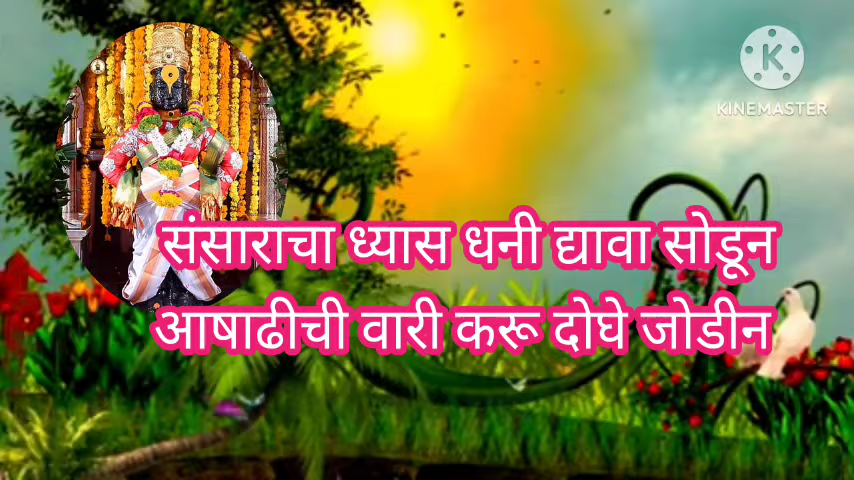 KINEMASTER
संसाराचा ध्यास धनी द्यावा सोडून
आषाढीची वारी करू दोघे जोडीन